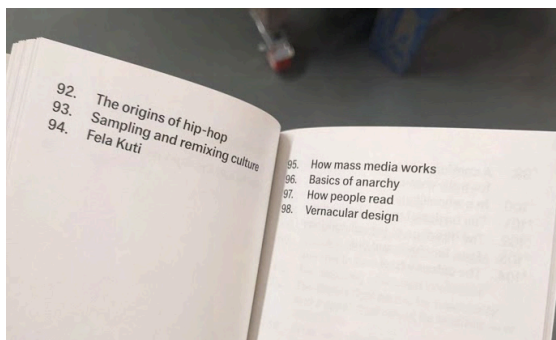 92. The origins of hip-hop
93. Sampling and remixing culture
94. Fela Kuti
95. How mass media works
96. Basics of anarchy
97. How people read
98. Vernacular design